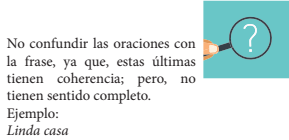 No confundir las oraciones con
la frase, ya que, estas últimas
tienen coherencia; pero, no
tienen sentido completo.
Ejemplo:
Linda casa
?